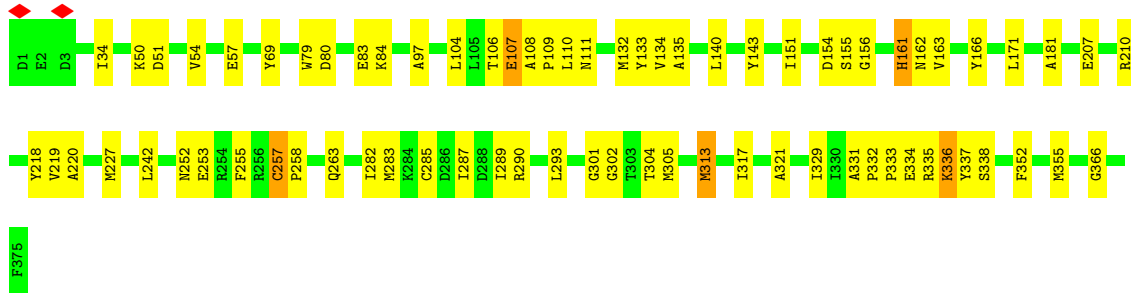 D1 E2 D3 I34 K50 D51 V54 E57 Y69 W79 D80 E83 K84 A97 L104 L105 T106 E107 A108 P109 L110 N111 M132 Y133 V134 A135 L140 Y143 I151 D154 S155 G156 H161 N162 V163 Y166 L171 A181 E207 R210
Y218 V219 A220 M227 L242 N252 E253 R254 F255 R256 C257 P258 Q263 I282 M283 K284 C285 D286 I287 D288 I289 R290 L293 G301 G302 T303 T304 M305 M313 I317 A321 I329 I330 A331 P332 P333 E334 R335 K336 Y337 S338 F352 M355 G366
F375